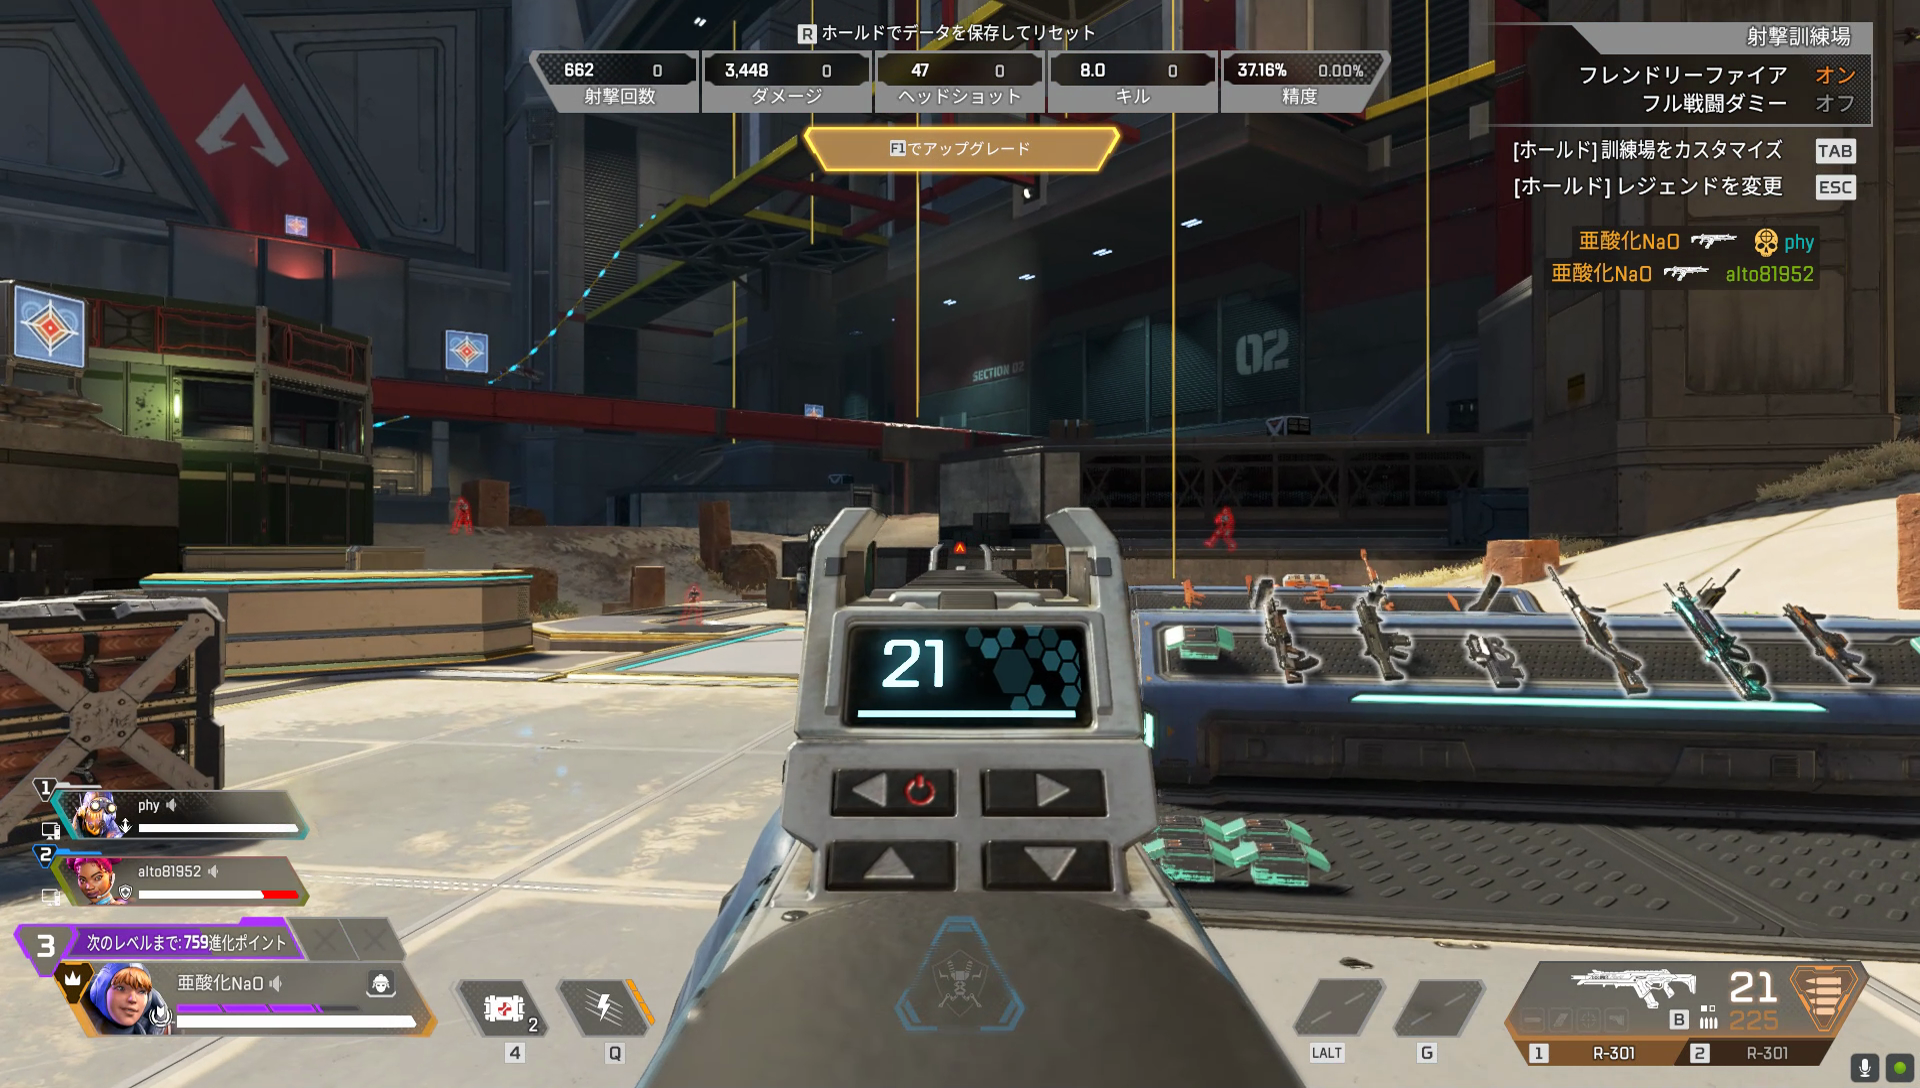 R ホールドでデータを保存してリセット
662 0
射撃回数
3,448 0
ダメージ
47 0
ヘッドショット
8.0 0
キル
37.16% 0.00%
精度
F1でアップグレード
射撃訓練場
フレンドリーファイア オン
フル戦闘ダミー オフ
[ホールド]訓練場をカスタマイズ TAB
[ホールド]レジェンドを変更 ESC
亜酸化NaO phy
亜酸化NaO alto81952
SECTION 02
02
21
1
phy
2
alto81952
3 次のレベルまで:759進化ポイント
亜酸化NaO
2
4
Q
LALT
G
21
B 225
1 R-301 2 R-301